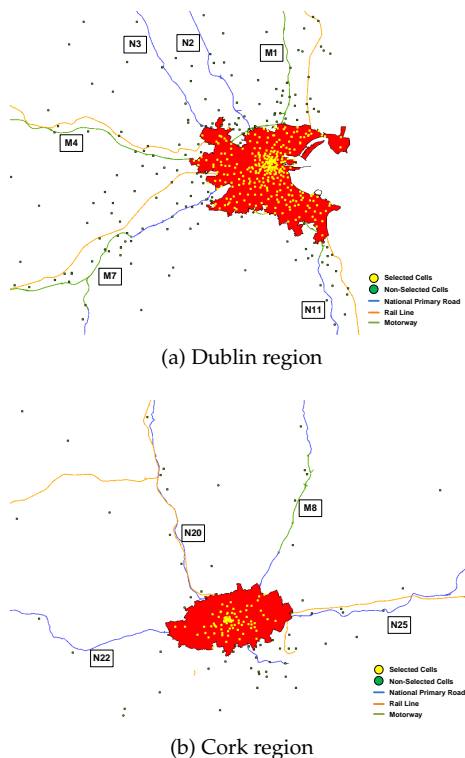 N3
N2
M1
M4
M7
N11
Selected Cells
Non-Selected Cells
National Primary Road
Rail Line
Motorway
(a) Dublin region
N20
M8
N25
N22
Selected Cells
Non-Selected Cells
National Primary Road
Rail Line
Motorway
(b) Cork region